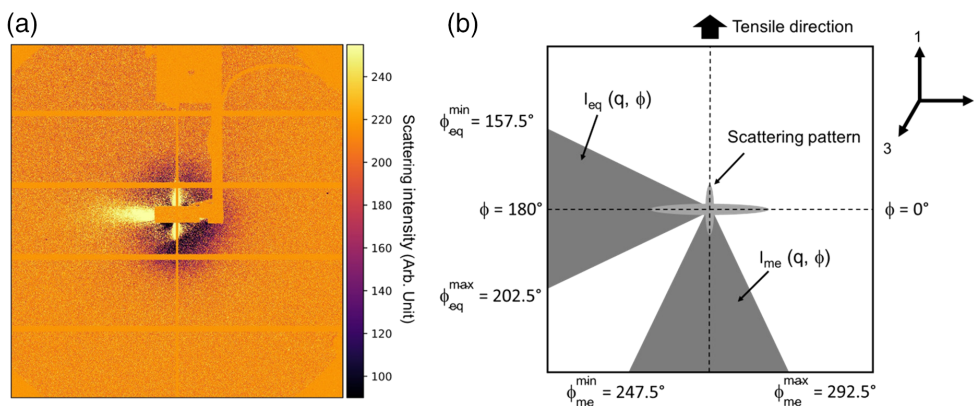 (a)
240
220
200
180
160
140
120
100
Scattering intensity (Arb. Unit)
(b)
Tensile direction
I_eq (q, ϕ)
ϕ_eq^min = 157.5°
Scattering pattern
ϕ = 180°
ϕ = 0°
I_me (q, ϕ)
ϕ_eq^max = 202.5°
ϕ_me^min = 247.5°
ϕ_me^max = 292.5°
1
3